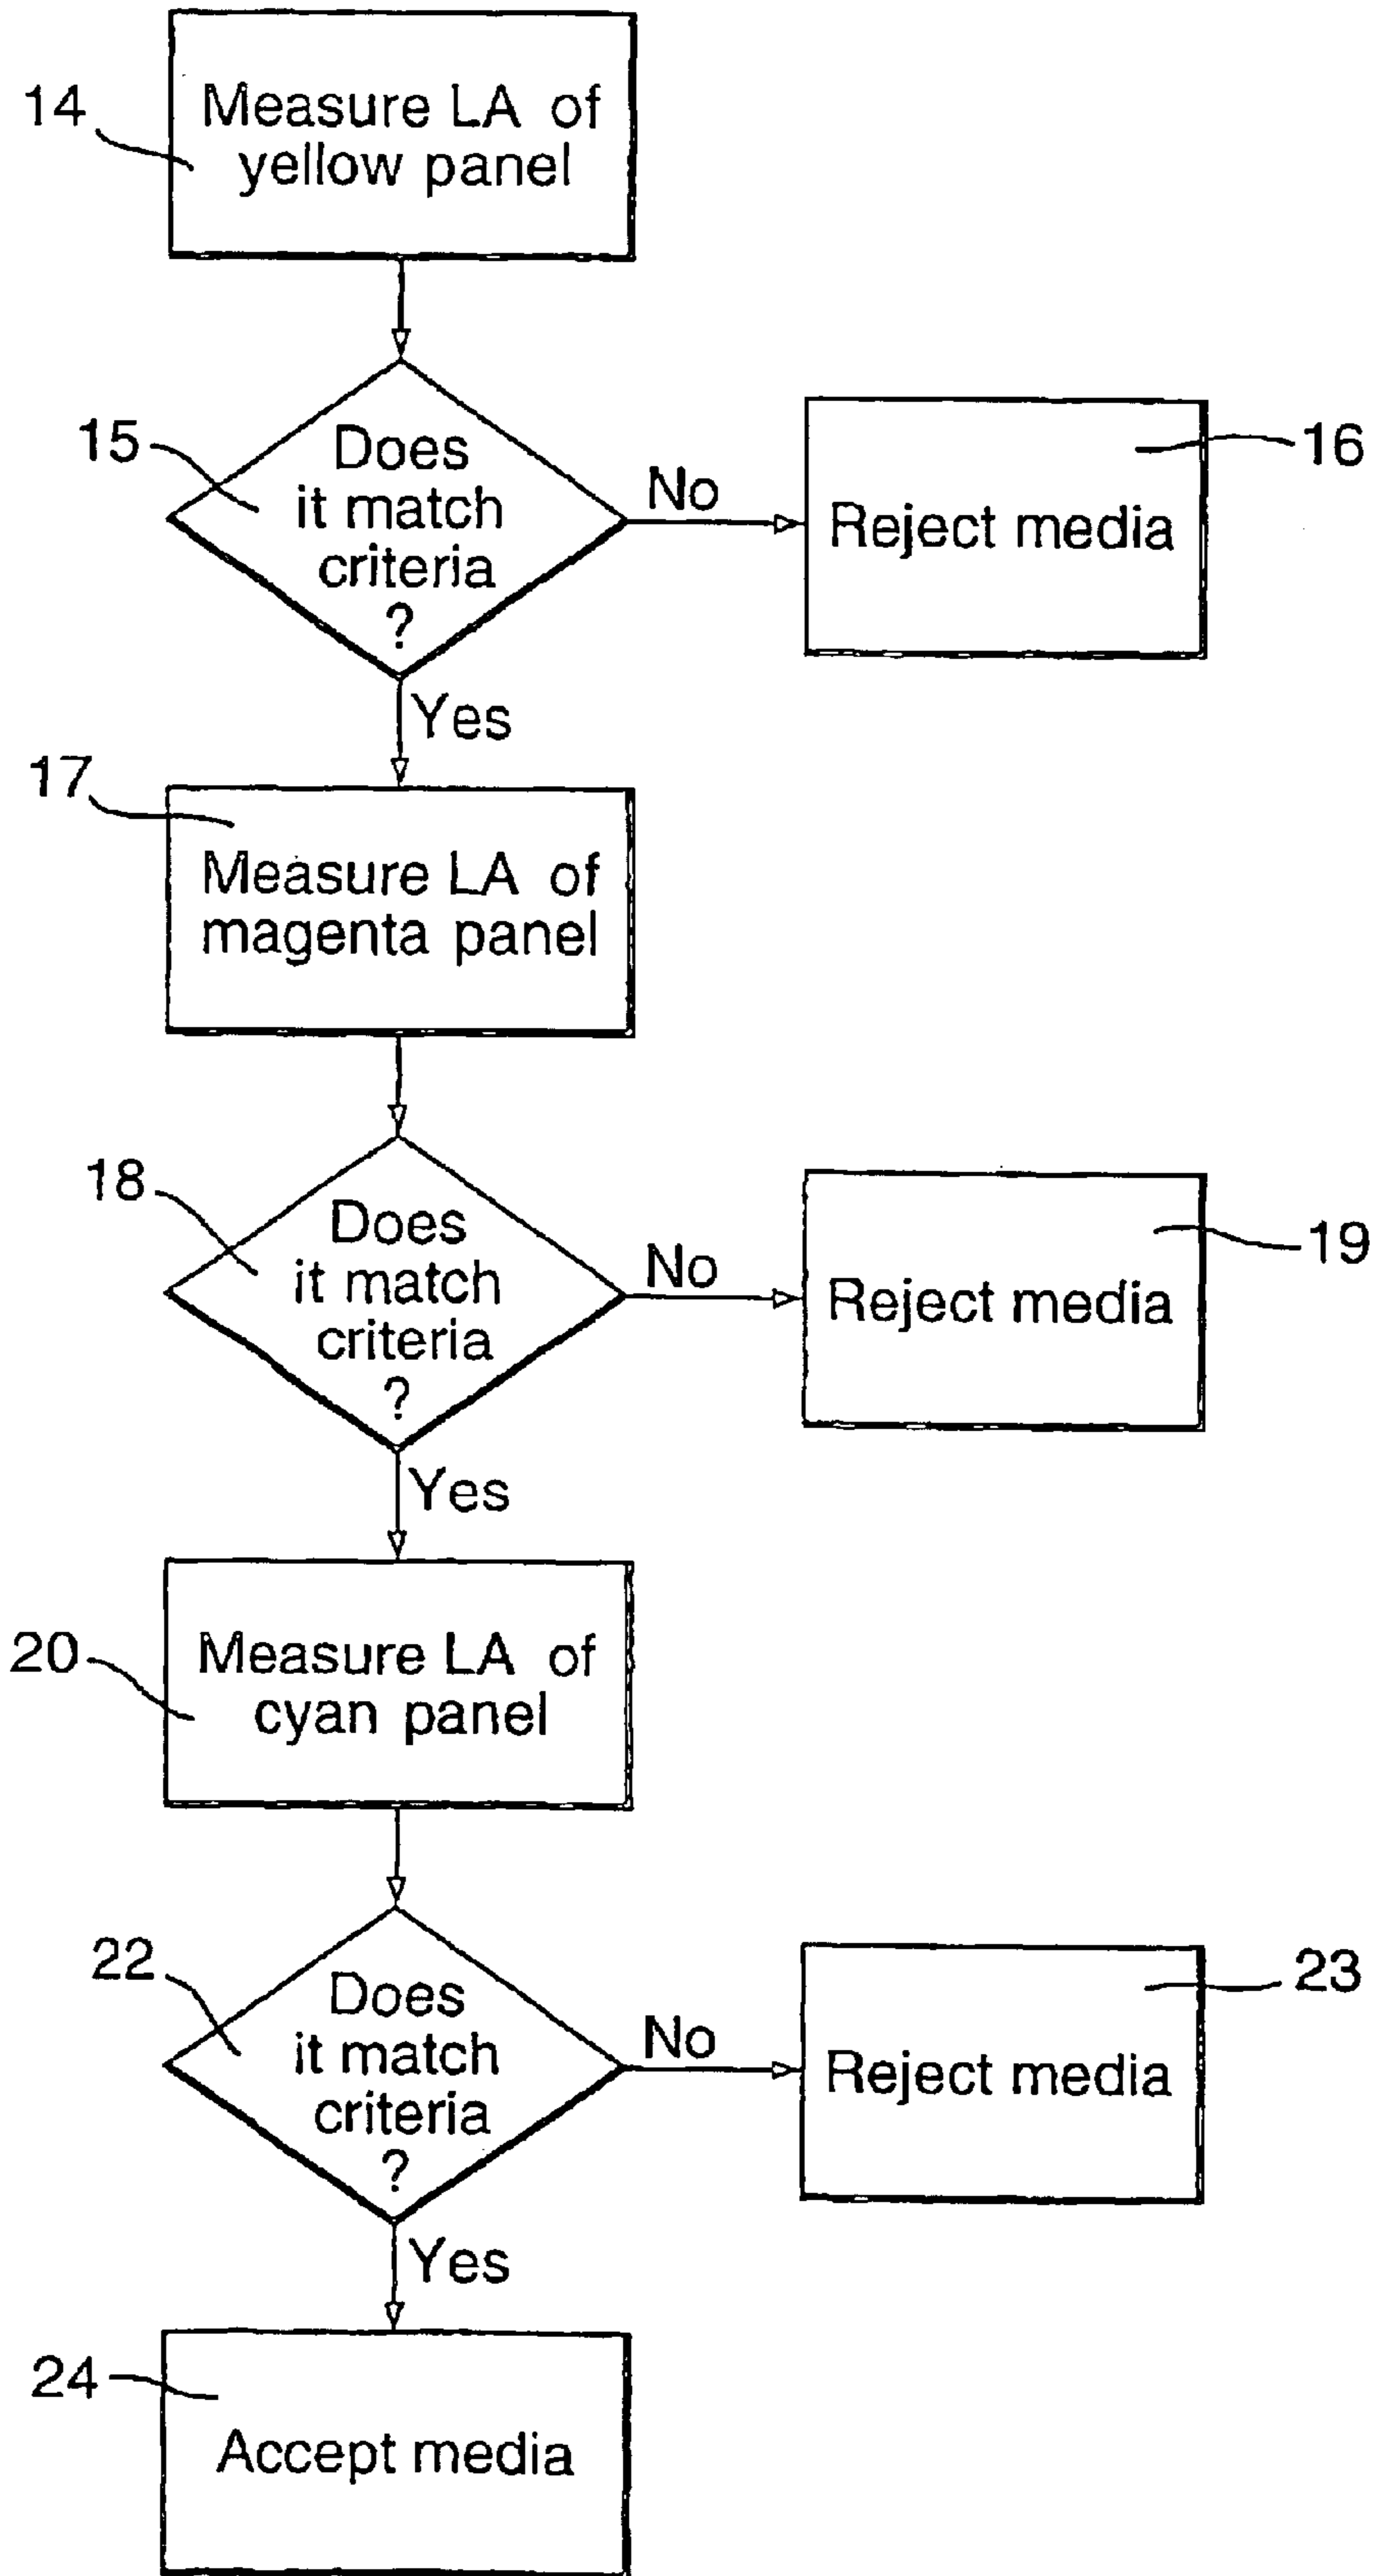 14
Measure LA of
yellow panel
15
Does
it match
criteria
?
No
16
Reject media
Yes
17
Measure LA of
magenta panel
18
Does
it match
criteria
?
No
19
Reject media
Yes
20
Measure LA of
cyan panel
22
Does
it match
criteria
?
No
23
Reject media
Yes
24
Accept media